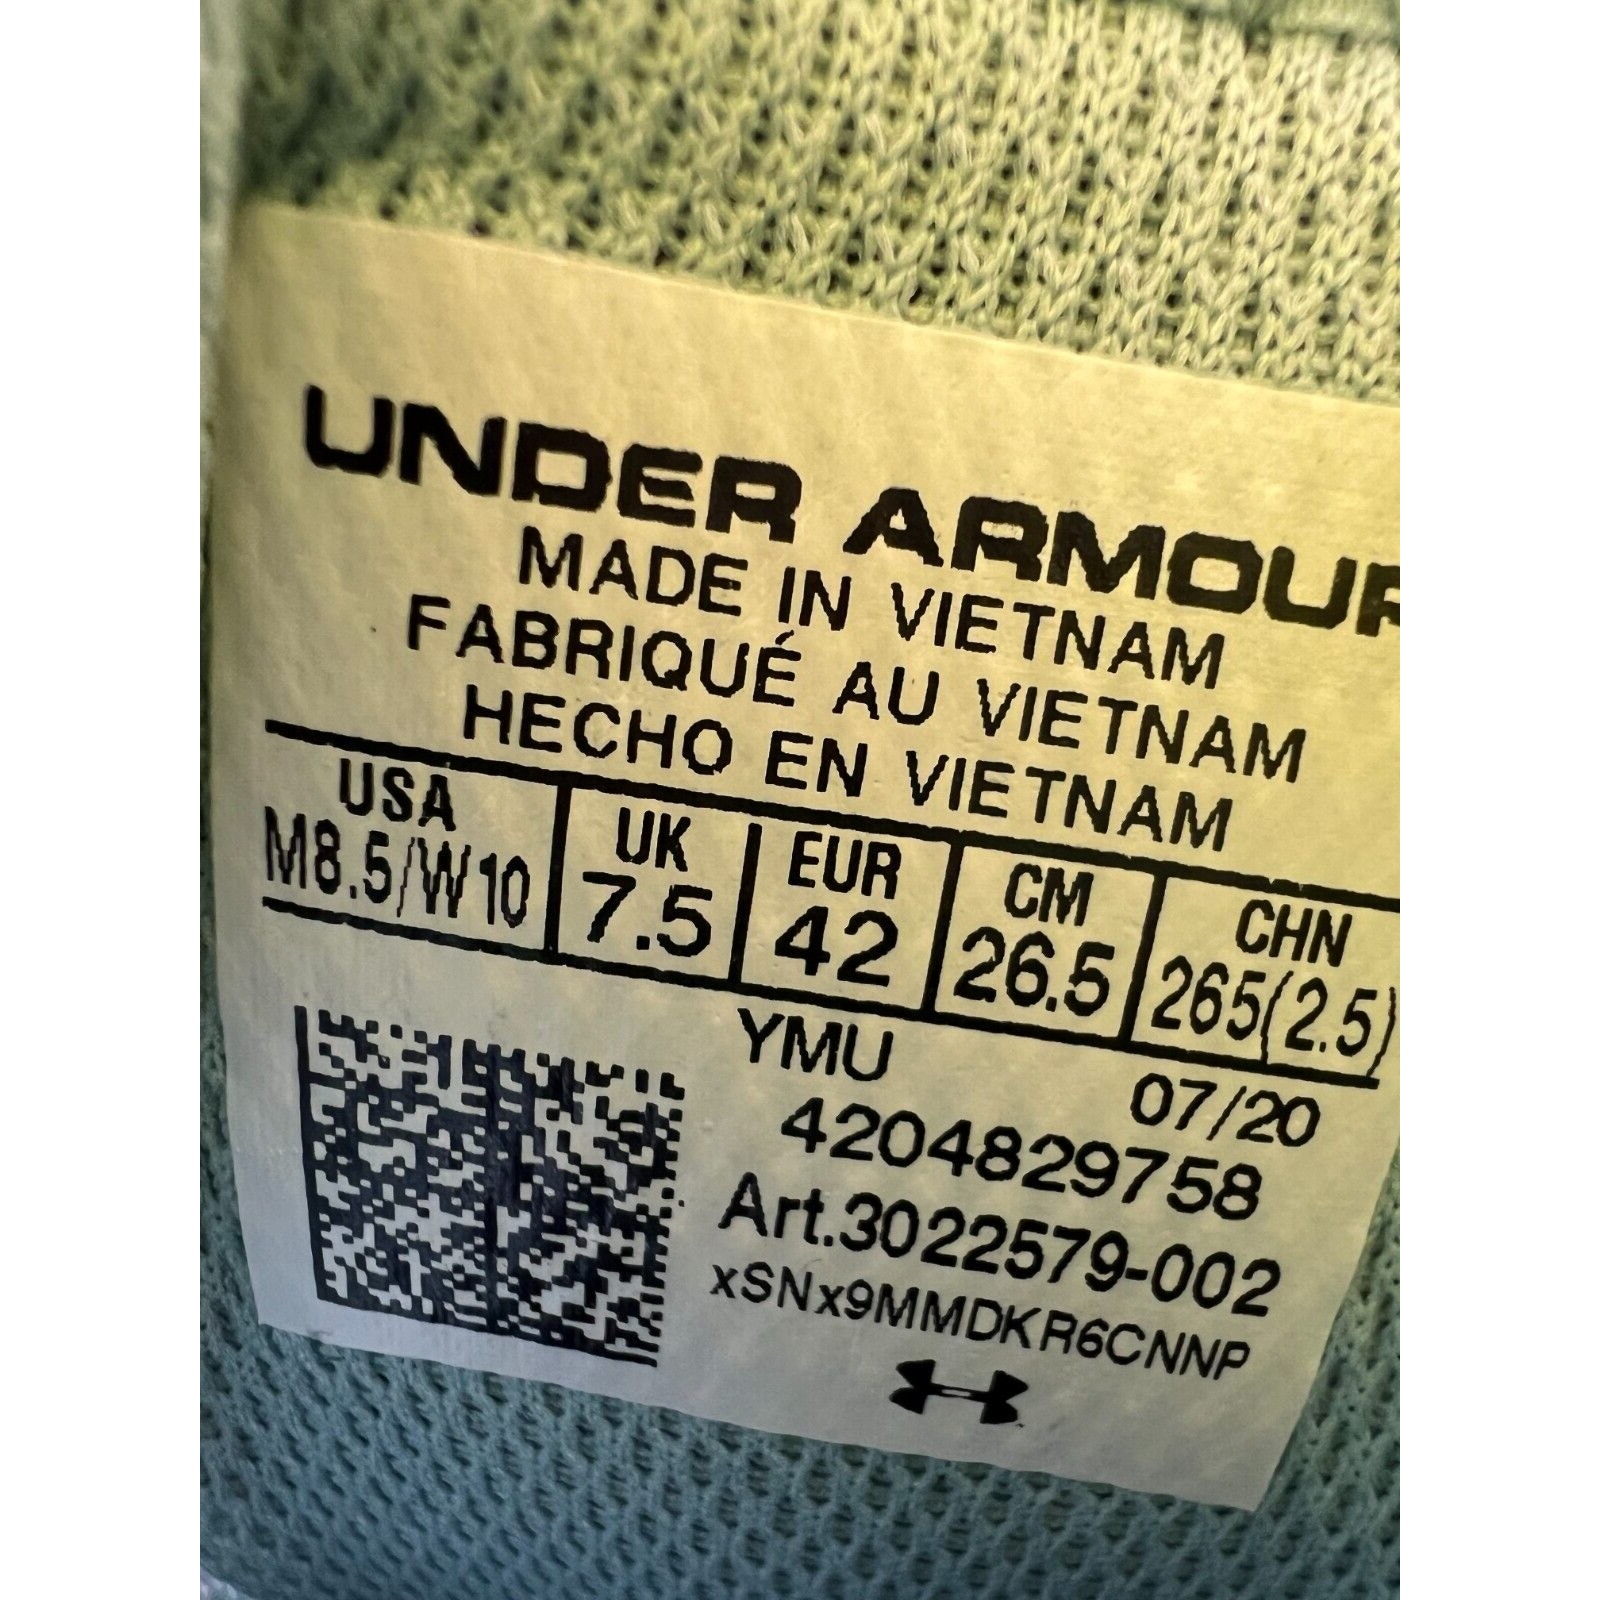 UNDER ARMOUR
MADE IN VIETNAM
FABRIQUÉ AU VIETNAM
HECHO EN VIETNAM
USA UK EUR CM CHN
M8.5/W10 7.5 42 26.5 265(2.5)
YMU 07/20
4204829758
Art.3022579-002
xSNx9MMDKR6CNNP